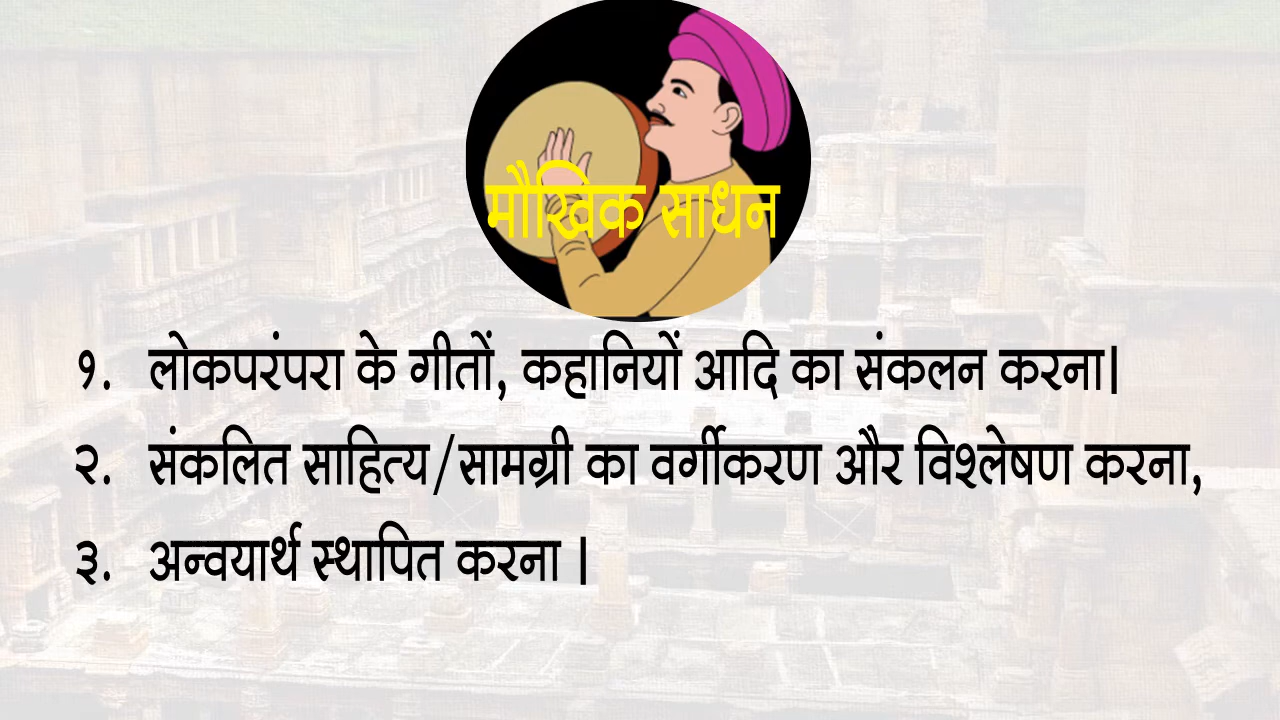 मौखिक साधन
१. लोकपरंपरा के गीतों, कहानियों आदि का संकलन करना।
२. संकलित साहित्य/सामग्री का वर्गीकरण और विश्लेषण करना,
३. अन्वयार्थ स्थापित करना ।